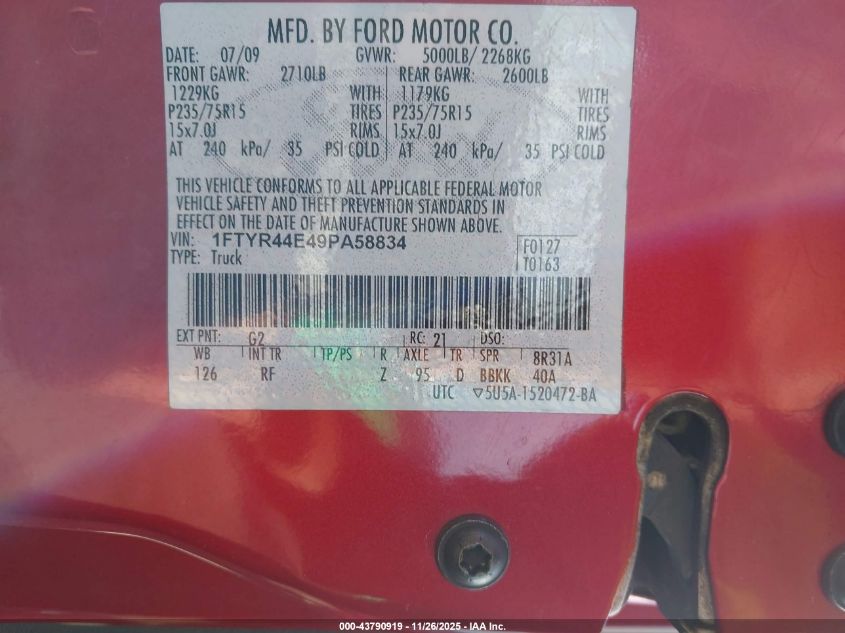 MFD. BY FORD MOTOR CO.
DATE: 07/09 GVWR: 5000LB/ 2268KG
FRONT GAWR: 2710LB REAR GAWR: 2600LB
1229KG WITH 1179KG WITH
P235/75R15 TIRES P235/75R15 TIRES
15x7.0J RIMS 15x7.0J RIMS
AT 240 kPa/ 35 PSI COLD AT 240 kPa/ 35 PSI COLD
THIS VEHICLE CONFORMS TO ALL APPLICABLE FEDERAL MOTOR
VEHICLE SAFETY AND THEFT PREVENTION STANDARDS IN
EFFECT ON THE DATE OF MANUFACTURE SHOWN ABOVE.
VIN: 1FTYR44E49PA58834 F0127
TYPE: Truck T0163
EXT PNT: G2 RC: 21 DSO:
WB INT TR TP/PS R AXLE TR SPR 8R31A
126 RF Z 95 D BBKK 40A
UTC ▽5U5A-1520472-BA
000-43790919 - 11/26/2025 - IAA Inc.